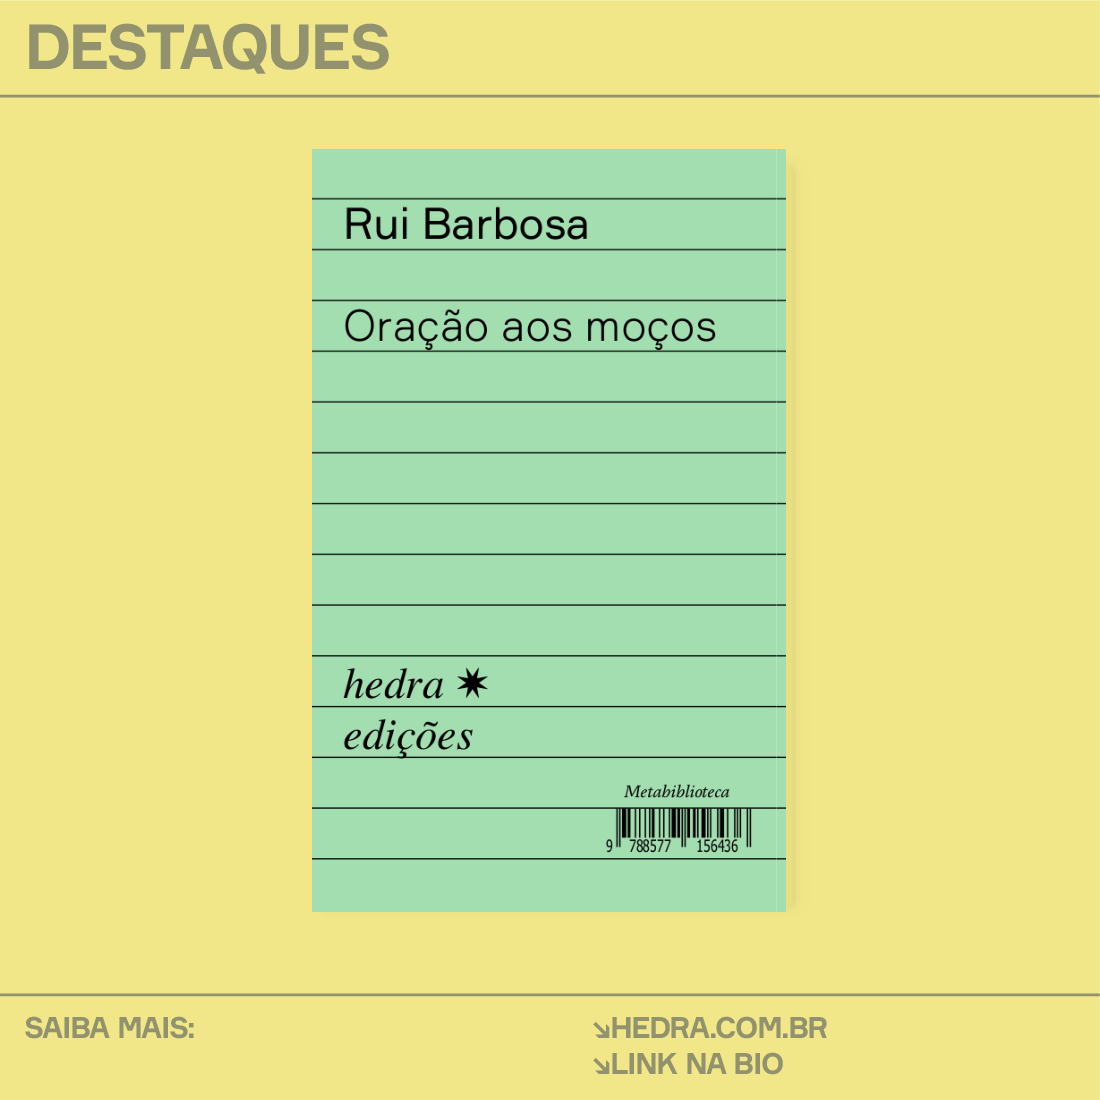 DESTAQUES
Rui Barbosa
Oração aos moços
hedra ✷
edições
Metabiblioteca
9 788577 156436
SAIBA MAIS:
↘HEDRA.COM.BR
↘LINK NA BIO